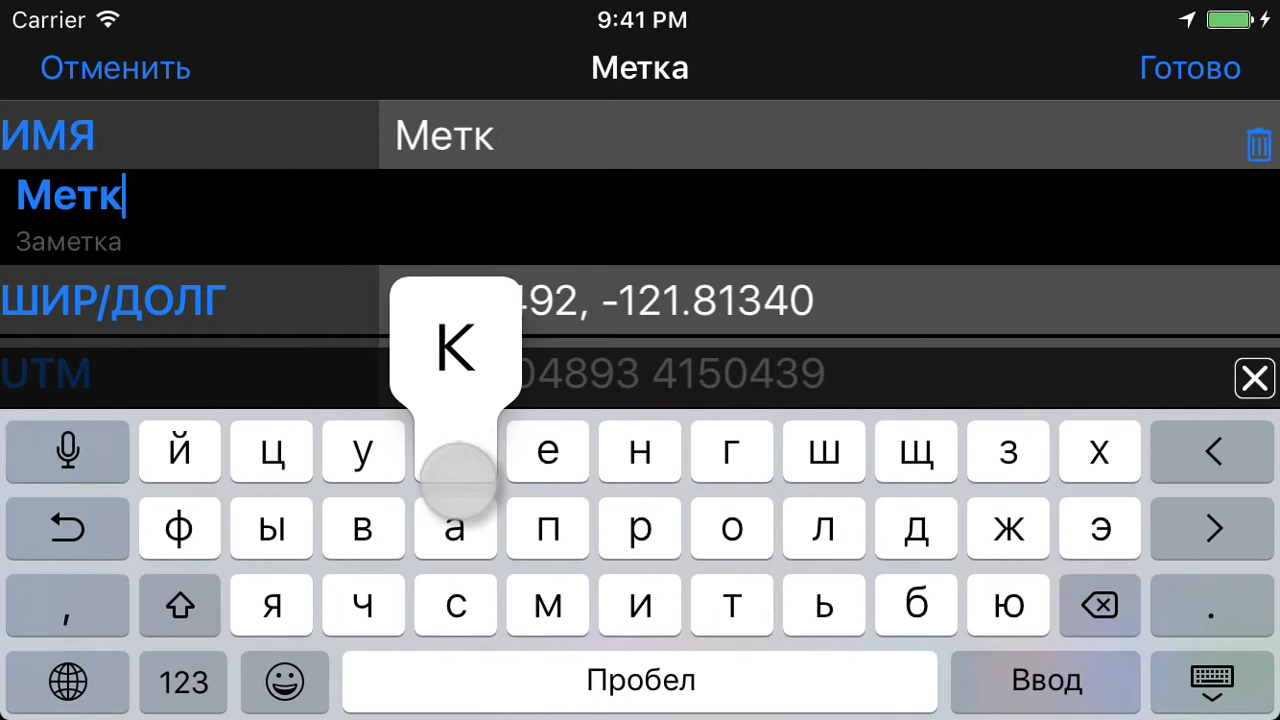 Carrier 9:41 PM
Отменить Метка Готово
ИМЯ Метк
Метк
Заметка
ШИР/ДОЛГ 492, -121.81340
UTM 04893 4150439
К
й ц у е н г ш щ з х <
ф ы в а п р о л д ж э >
, я ч с м и т ь б ю .
123 Пробел Ввод